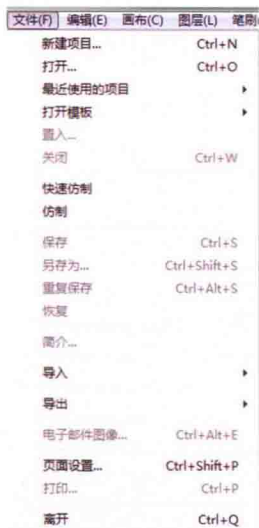 文件(F) 编辑(E) 画布(C) 图层(L) 笔刷
新建项目... Ctrl+N
打开... Ctrl+O
最近使用的项目
打开模板
置入...
关闭 Ctrl+W
快速仿制
仿制
保存 Ctrl+S
另存为... Ctrl+Shift+S
重复保存 Ctrl+Alt+S
恢复
简介...
导入
导出
电子邮件图像... Ctrl+Alt+E
页面设置... Ctrl+Shift+P
打印... Ctrl+P
离开 Ctrl+Q